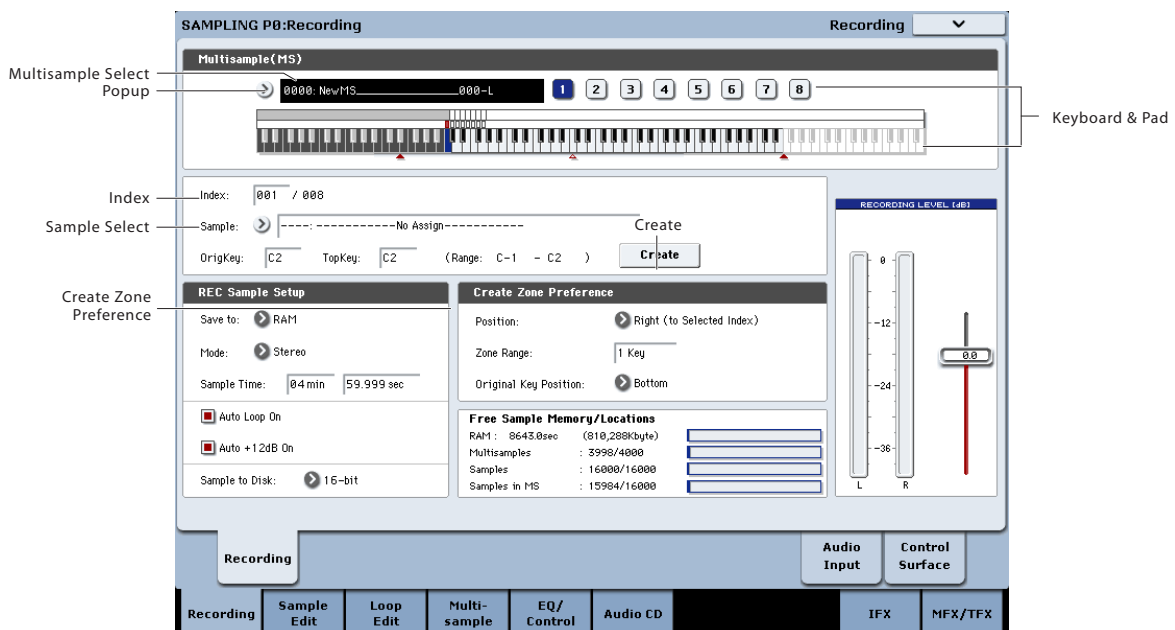 SAMPLING P0:Recording
Recording
Multisample(MS)
Multisample Select
Popup
0000: NewMS______________000-L
1 2 3 4 5 6 7 8
Keyboard & Pad
Index
Index: 001 / 008
Sample Select
Sample: ----: ------------No Assign------------
Create
OrigKey: C2 TopKey: C2 (Range: C-1 - C2 )
Create
RECORDING LEVEL [dB]
Create Zone
Preference
REC Sample Setup
Save to: RAM
Mode: Stereo
Sample Time: 04 min 59.999 sec
Auto Loop On
Auto +12dB On
Sample to Disk: 16-bit
Create Zone Preference
Position: Right (to Selected Index)
Zone Range: 1 Key
Original Key Position: Bottom
Free Sample Memory/Locations
RAM : 8643.0sec (810,288Kbyte)
Multisamples : 3998/4000
Samples : 16000/16000
Samples in MS : 15984/16000
0
-12
-24
-36
L R
0.0
Recording
Audio
Input
Control
Surface
Recording
Sample
Edit
Loop
Edit
Multi-
sample
EQ/
Control
Audio CD
IFX
MFX/TFX